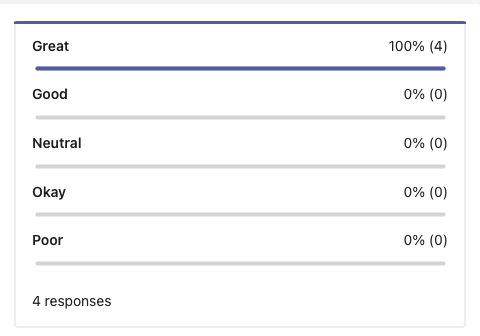 Great 100% (4)
Good 0% (0)
Neutral 0% (0)
Okay 0% (0)
Poor 0% (0)
4 responses